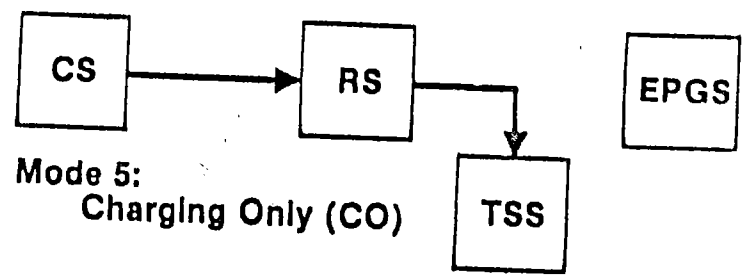 CS
RS
EPGS
Mode 5:
Charging Only (CO)
TSS